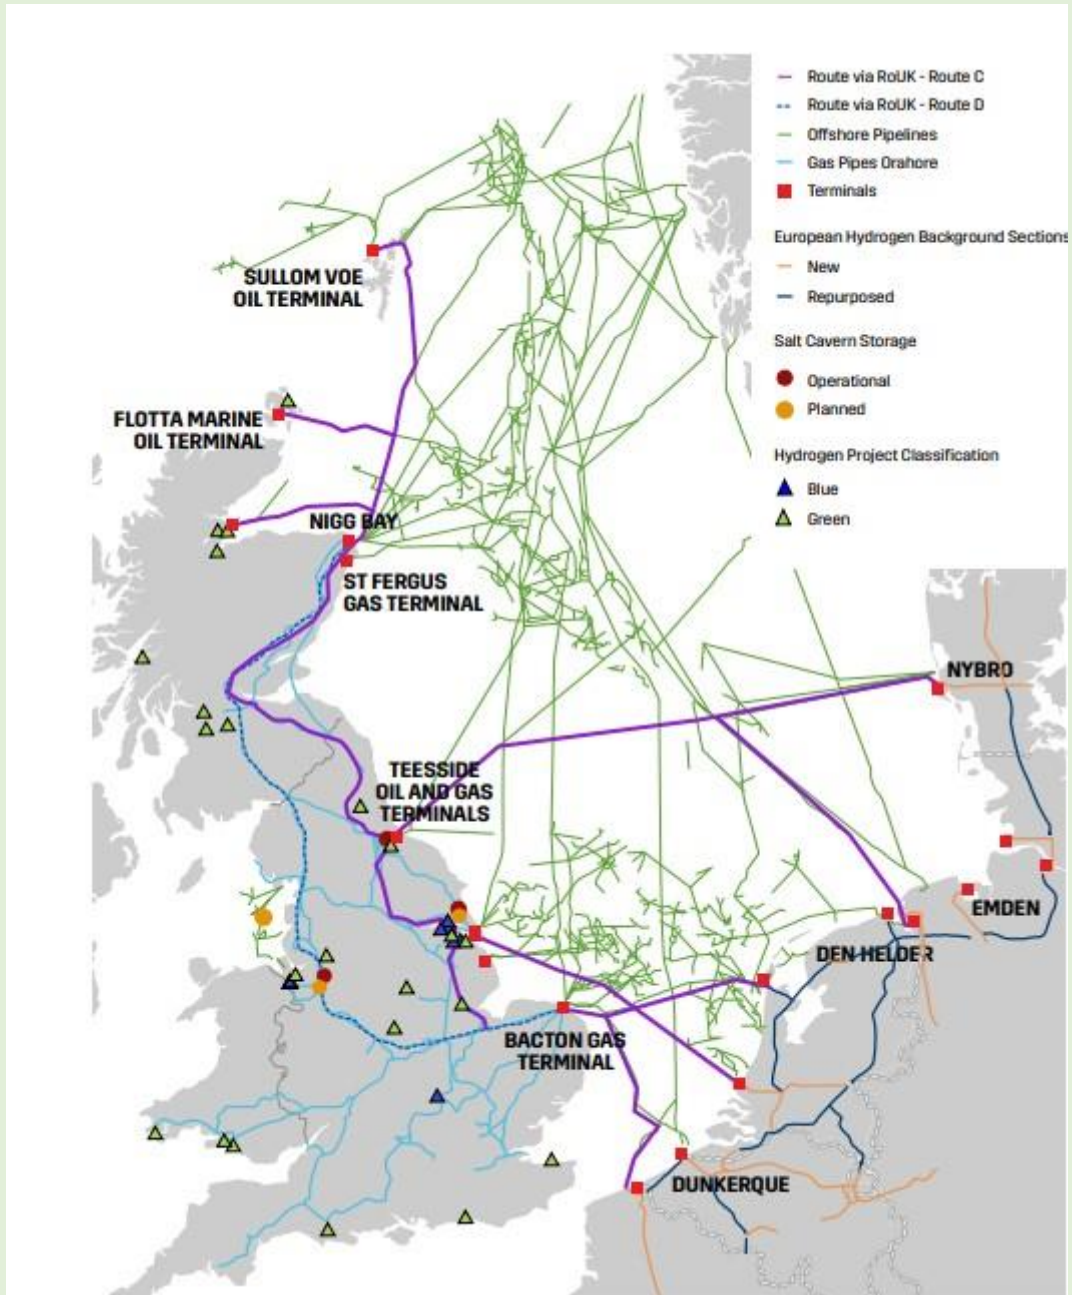 Route via RoUK - Route C
Route via RoUK - Route D
Offshore Pipelines
Gas Pipes Orahore
Terminals
European Hydrogen Background Sections
New
Repurposed
Salt Cavern Storage
Operational
Planned
Hydrogen Project Classification
Blue
Green
SULLOM VOE
OIL TERMINAL
FLOTTA MARINE
OIL TERMINAL
NIGG BAY
ST FERGUS
GAS TERMINAL
NYBRO
TEESSIDE
OIL AND GAS
TERMINALS
EMDEN
DEN HELDER
BACTON GAS
TERMINAL
DUNKERQUE